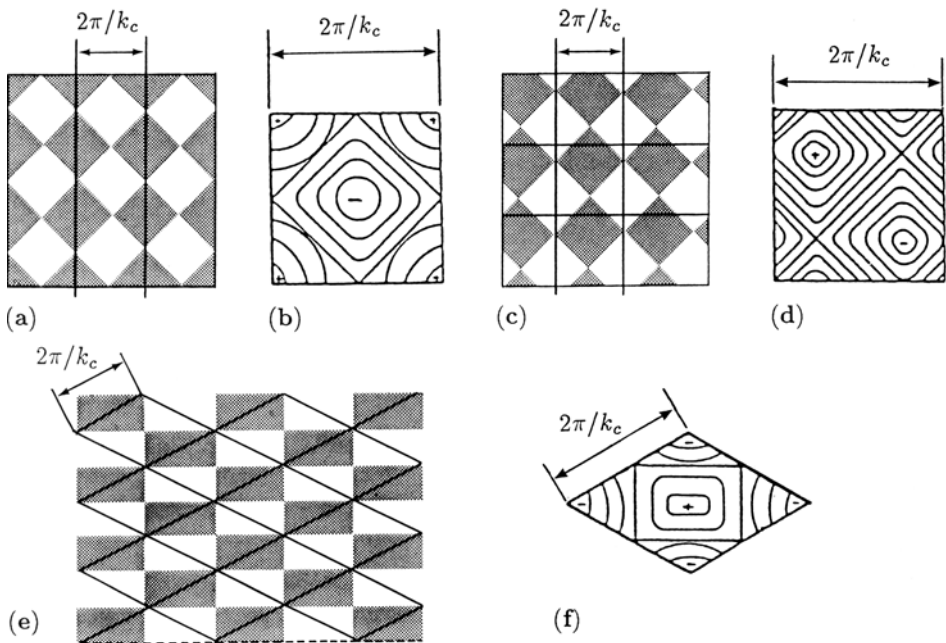 2π/k_c
2π/k_c
2π/k_c
2π/k_c
+ +
−
+ +
+
−
(a)
(b)
(c)
(d)
2π/k_c
2π/k_c
−
− + −
−
(e)
(f)